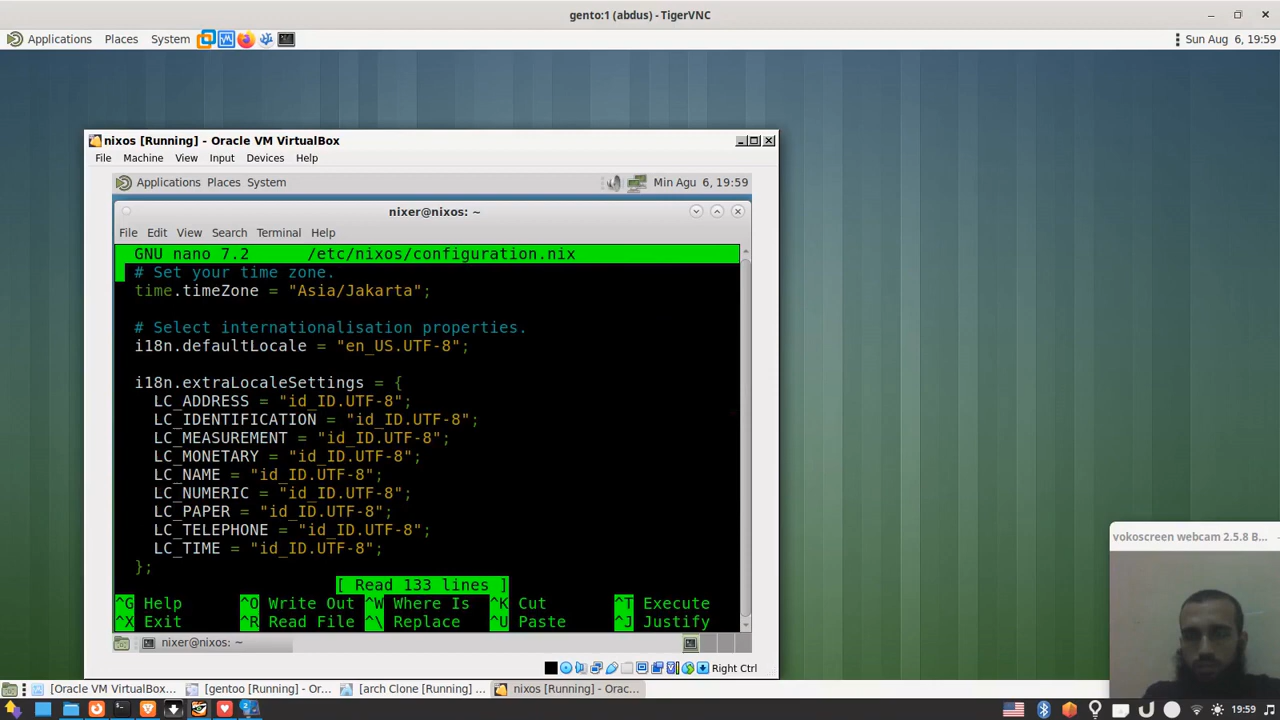 gento:1 (abdus) - TigerVNC
Applications Places System
Sun Aug 6, 19:59
nixos [Running] - Oracle VM VirtualBox
File Machine View Input Devices Help
Applications Places System
Min Agu 6, 19:59
nixer@nixos: ~
File Edit View Search Terminal Help
GNU nano 7.2 /etc/nixos/configuration.nix
# Set your time zone.
time.timeZone = "Asia/Jakarta";
# Select internationalisation properties.
i18n.defaultLocale = "en_US.UTF-8";
i18n.extraLocaleSettings = {
LC_ADDRESS = "id_ID.UTF-8";
LC_IDENTIFICATION = "id_ID.UTF-8";
LC_MEASUREMENT = "id_ID.UTF-8";
LC_MONETARY = "id_ID.UTF-8";
LC_NAME = "id_ID.UTF-8";
LC_NUMERIC = "id_ID.UTF-8";
LC_PAPER = "id_ID.UTF-8";
LC_TELEPHONE = "id_ID.UTF-8";
LC_TIME = "id_ID.UTF-8";
};
[ Read 133 lines ]
^G Help ^O Write Out ^W Where Is ^K Cut ^T Execute
^X Exit ^R Read File ^\ Replace ^U Paste ^J Justify
nixer@nixos: ~
Right Ctrl
vokoscreen webcam 2.5.8 B...
[Oracle VM VirtualBox... [gentoo [Running] - Or... [arch Clone [Running] ... nixos [Running] - Orac...
19:59